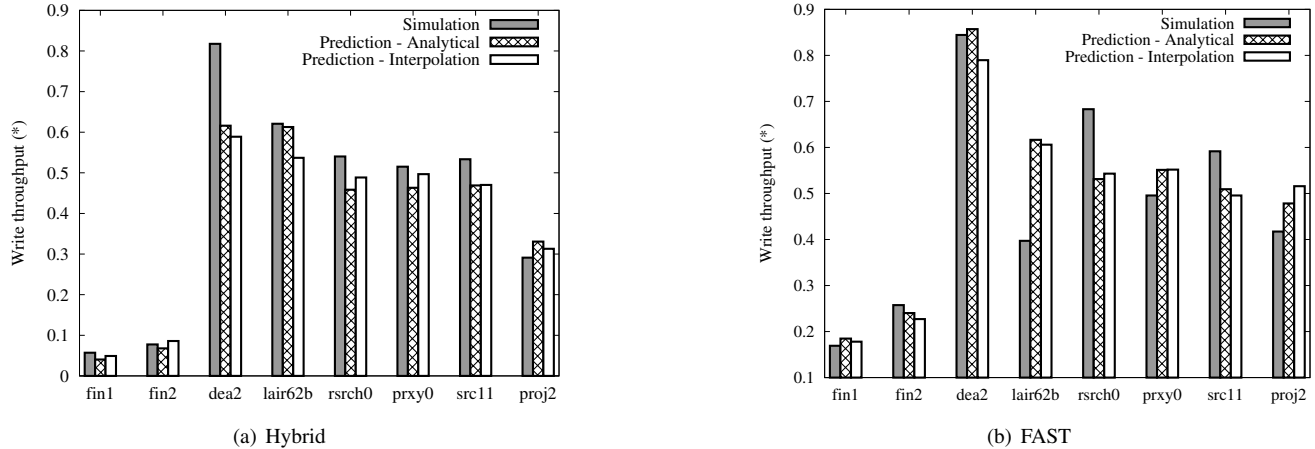 0.9
0.8
0.7
0.6
0.5
0.4
0.3
0.2
0.1
0
Write throughput (*)
Simulation
Prediction - Analytical
Prediction - Interpolation
fin1 fin2 dea2 lair62b rsrch0 prxy0 src11 proj2
(a) Hybrid
0.9
0.8
0.7
0.6
0.5
0.4
0.3
0.2
0.1
Write throughput (*)
Simulation
Prediction - Analytical
Prediction - Interpolation
fin1 fin2 dea2 lair62b rsrch0 prxy0 src11 proj2
(b) FAST